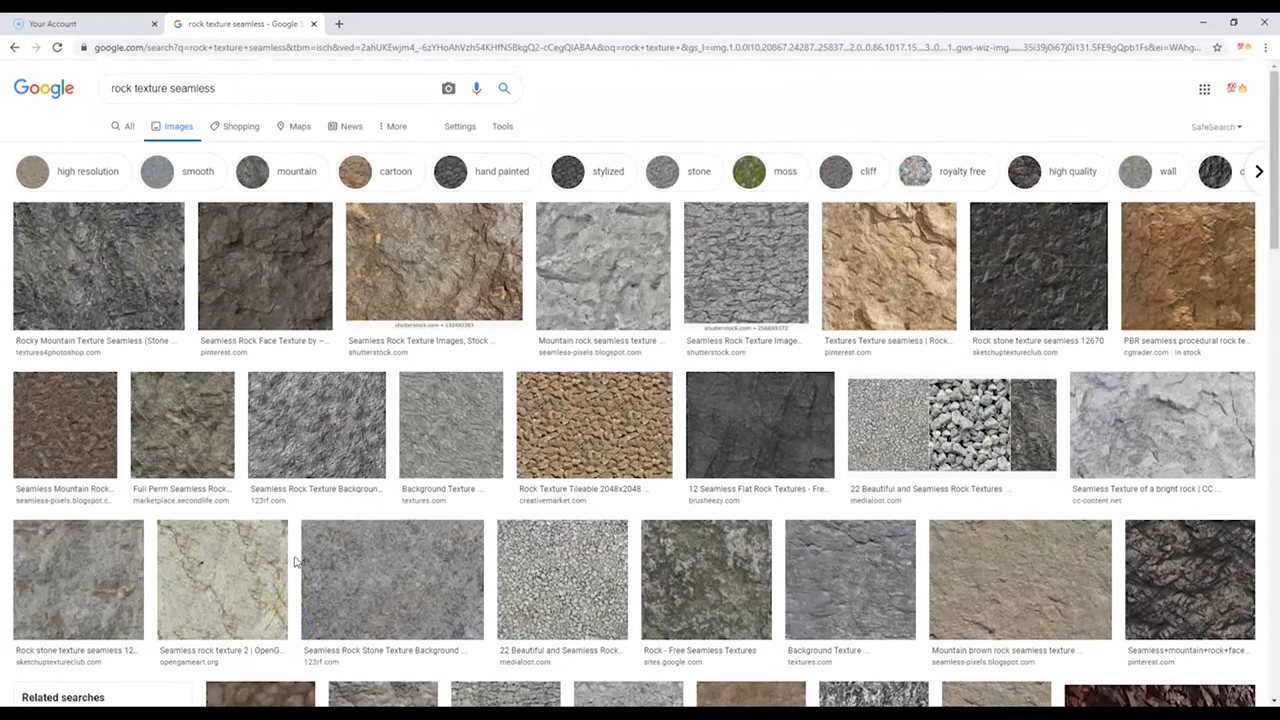 Your Account
rock texture seamless - Google S
google.com/search?q=rock+texture+seamless&tbm=isch&ved=2ahUKEwjm4_-6zYHoAhVzh54KHfN5BkgQ2-cCegQIABAA&oq=rock+texture+&gs_l=img.1.0.0l10.20867.24287..25837...2.0..0.86.1017.15......3..0....1..gws-wiz-img.......35i39j0i67j0i131.5FE9gQpb1Fs&ei=WAhg...
Google
rock texture seamless
All
Images
Shopping
Maps
News
More
Settings
Tools
SafeSearch
high resolution
smooth
mountain
cartoon
hand painted
stylized
stone
moss
cliff
royalty free
high quality
wall
shutterstock.com • 132492383
shutterstock.com • 256639372
Rocky Mountain Texture Seamless (Stone ...
Seamless Rock Face Texture by ~...
Seamless Rock Texture Images, Stock ...
Mountain rock seamless texture ...
Seamless Rock Texture Image...
Textures Texture seamless | Rock...
Rock stone texture seamless 12670
PBR seamless procedural rock te...
textures4photoshop.com
pinterest.com
shutterstock.com
seamless-pixels.blogspot.com
shutterstock.com
pinterest.com
sketchuptextureclub.com
cgtrader.com · In stock
Seamless Mountain Rock...
Full Perm Seamless Rock...
Seamless Rock Texture Backgroun...
Background Texture ...
Rock Texture Tileable 2048x2048 ...
12 Seamless Flat Rock Textures - Fre...
22 Beautiful and Seamless Rock Textures ...
Seamless Texture of a bright rock | CC ...
seamless-pixels.blogspot.c...
marketplace.secondlife.com
123rf.com
textures.com
creativemarket.com
brusheezy.com
medialoot.com
cc-content.net
Rock stone texture seamless 12...
Seamless rock texture 2 | OpenG...
Seamless Rock Stone Texture Background ...
22 Beautiful and Seamless Rock...
Rock - Free Seamless Textures
Background Texture ...
Mountain brown rock seamless texture ...
Seamless+mountain+rock+face...
sketchuptextureclub.com
opengameart.org
123rf.com
medialoot.com
sites.google.com
textures.com
seamless-pixels.blogspot.com
pinterest.com
Related searches